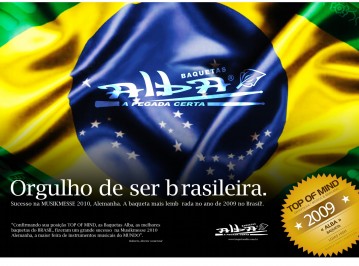 BAQUETAS
Alba®
A PEGADA CERTA
Orgulho de ser brasileira.
Sucesso na MUSIKMESSE 2010, Alemanha. A baqueta mais lemb rada no ano de 2009 no Brasil!.
"Confirmando sua posição TOP OF MIND, as Baquetas Alba, as melhores
baquetas do BRASIL, fizeram um grande sucesso na Musikmesse 2010
Alemanha, a maior feira de instrumentos musicais do MUNDO".
Alba
TOP OF MIND
2009
ALBA